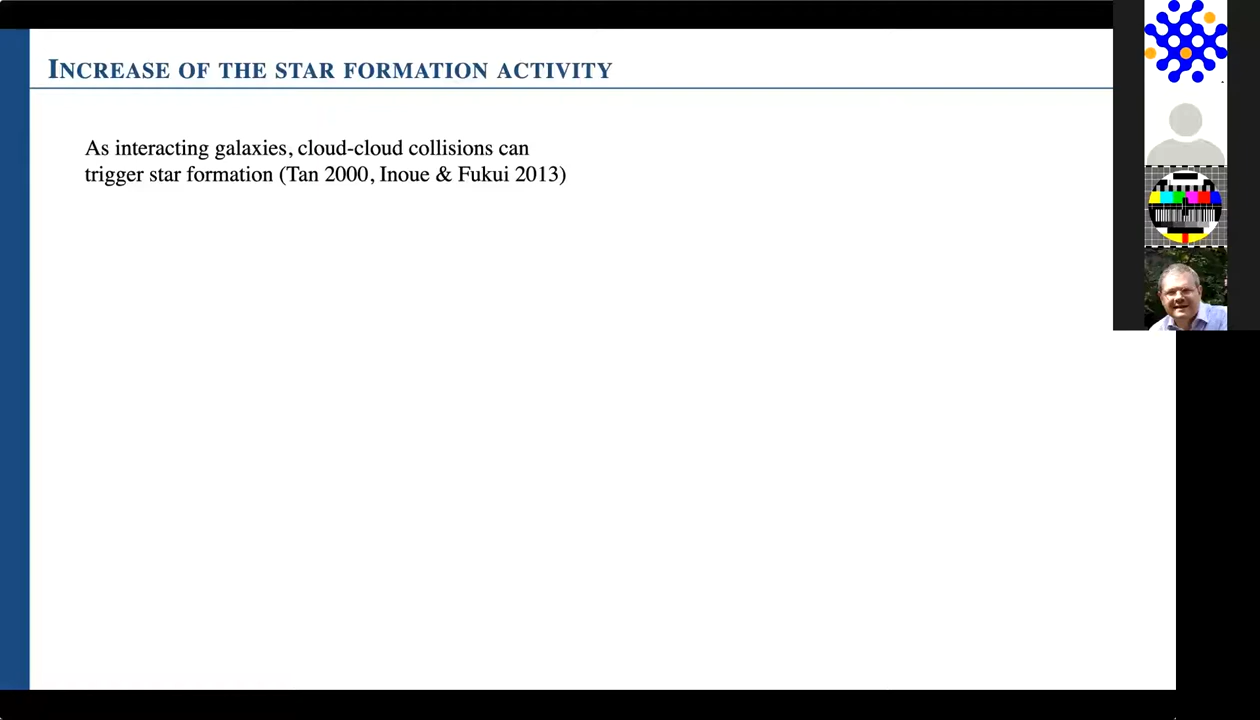 INCREASE OF THE STAR FORMATION ACTIVITY
As interacting galaxies, cloud-cloud collisions can
trigger star formation (Tan 2000, Inoue & Fukui 2013)